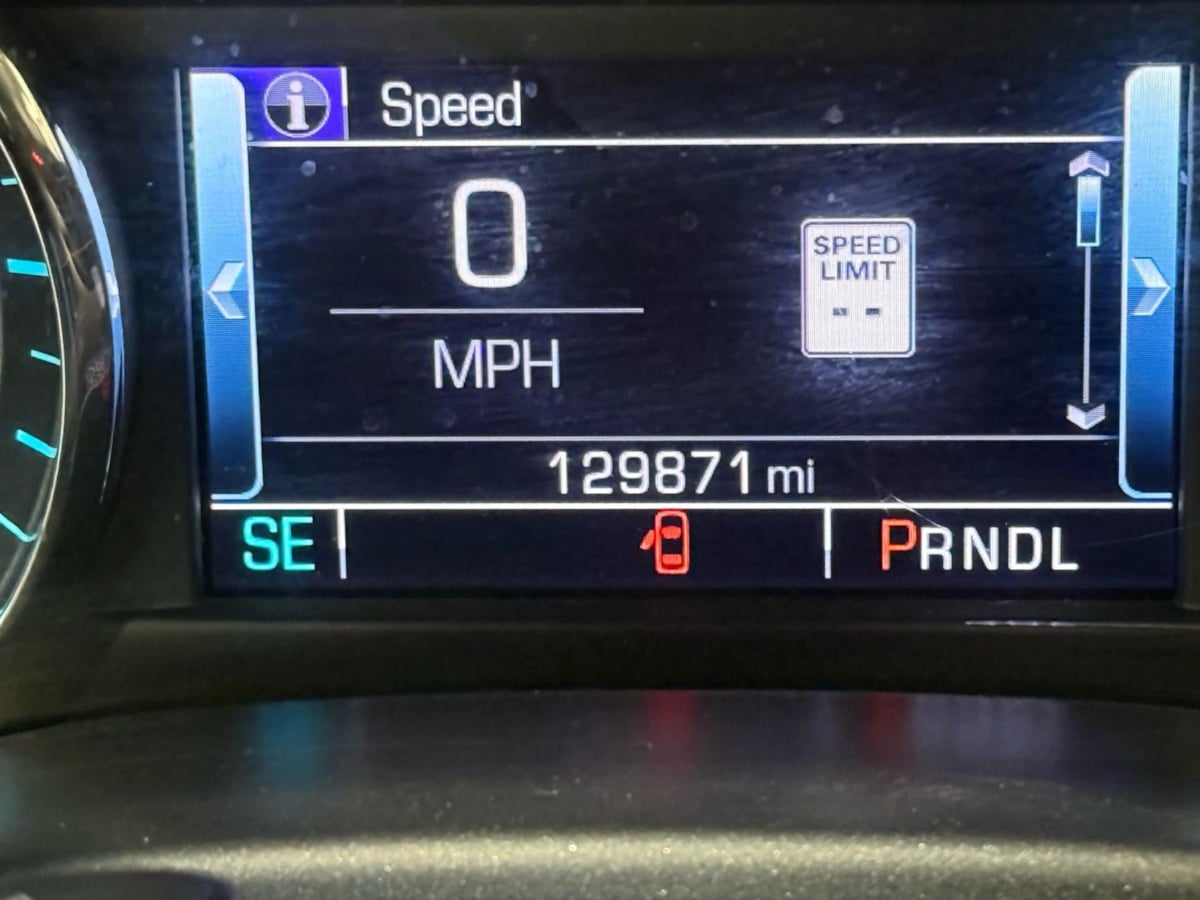 i Speed
0
MPH
SPEED
LIMIT
- -
129871 mi
SE PRNDL